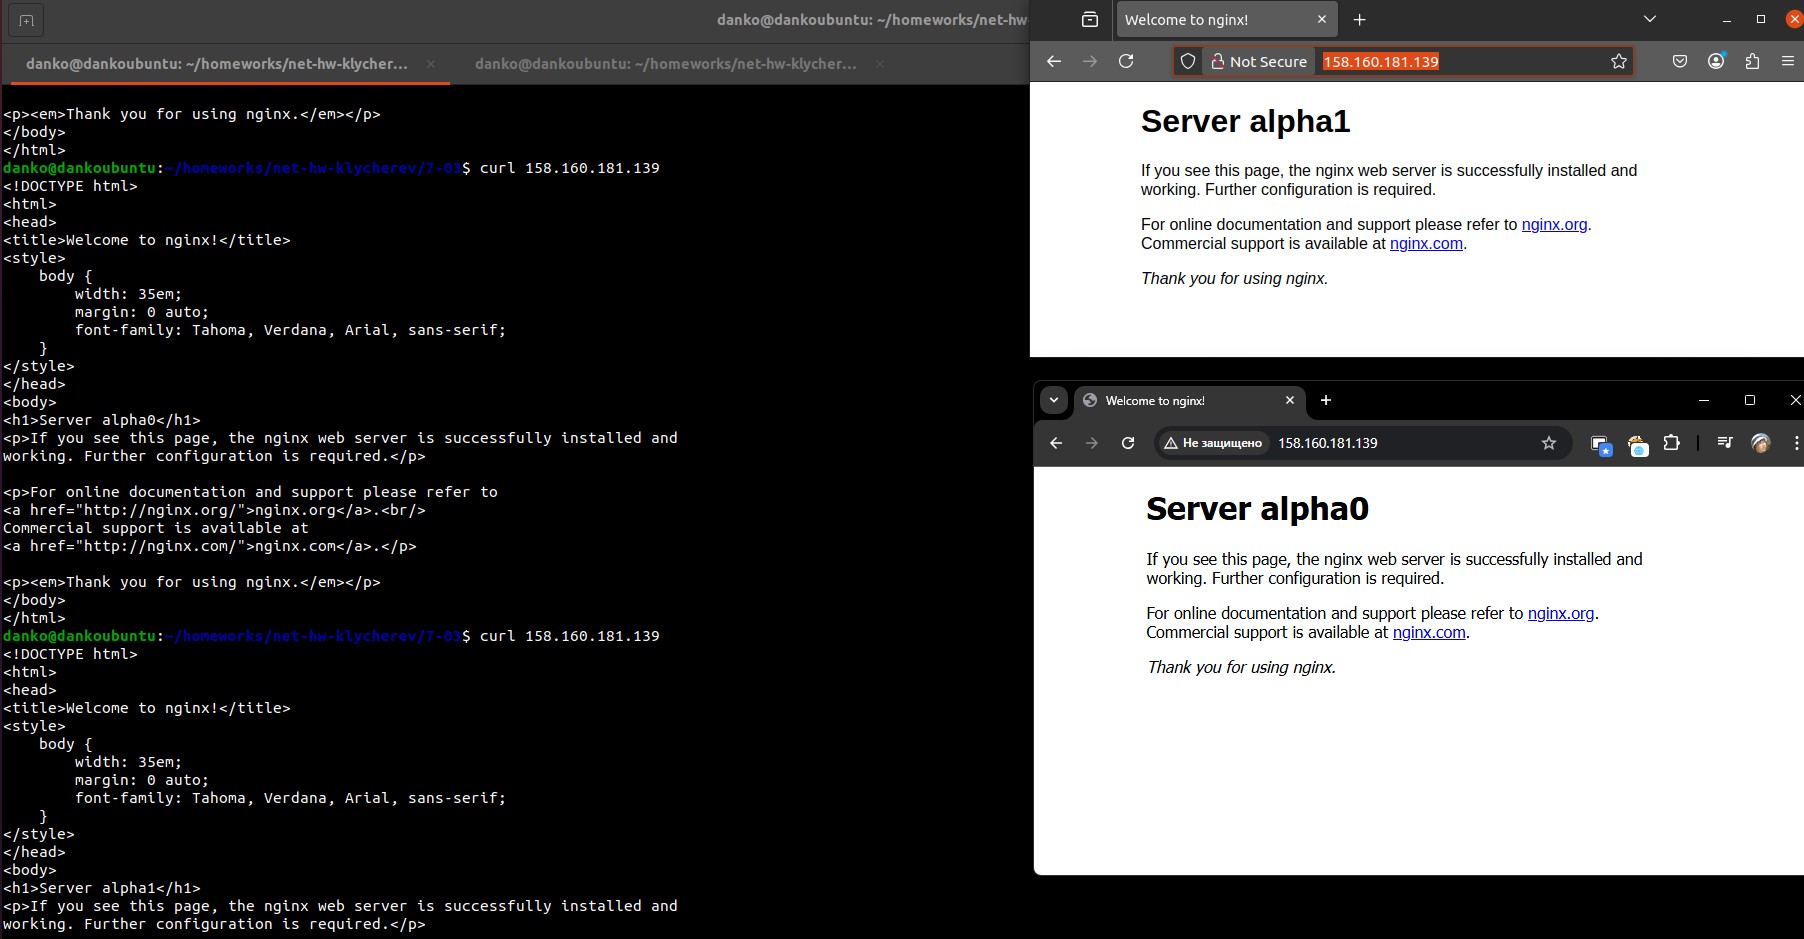 danko@dankoubuntu: ~/homeworks/net-hw-
danko@dankoubuntu: ~/homeworks/net-hw-klycher...
danko@dankoubuntu: ~/homeworks/net-hw-klycher...
<p><em>Thank you for using nginx.</em></p>
</body>
</html>
danko@dankoubuntu:~/homeworks/net-hw-klycherev/7-03$ curl 158.160.181.139
<!DOCTYPE html>
<html>
<head>
<title>Welcome to nginx!</title>
<style>
    body {
        width: 35em;
        margin: 0 auto;
        font-family: Tahoma, Verdana, Arial, sans-serif;
    }
</style>
</head>
<body>
<h1>Server alpha0</h1>
<p>If you see this page, the nginx web server is successfully installed and
working. Further configuration is required.</p>

<p>For online documentation and support please refer to
<a href="http://nginx.org/">nginx.org</a>.<br/>
Commercial support is available at
<a href="http://nginx.com/">nginx.com</a>.</p>

<p><em>Thank you for using nginx.</em></p>
</body>
</html>
danko@dankoubuntu:~/homeworks/net-hw-klycherev/7-03$ curl 158.160.181.139
<!DOCTYPE html>
<html>
<head>
<title>Welcome to nginx!</title>
<style>
    body {
        width: 35em;
        margin: 0 auto;
        font-family: Tahoma, Verdana, Arial, sans-serif;
    }
</style>
</head>
<body>
<h1>Server alpha1</h1>
<p>If you see this page, the nginx web server is successfully installed and
working. Further configuration is required.</p>
Welcome to nginx!
Not Secure 158.160.181.139
Server alpha1
If you see this page, the nginx web server is successfully installed and
working. Further configuration is required.
For online documentation and support please refer to nginx.org.
Commercial support is available at nginx.com.
Thank you for using nginx.
Welcome to nginx!
Не защищено 158.160.181.139
Server alpha0
If you see this page, the nginx web server is successfully installed and
working. Further configuration is required.
For online documentation and support please refer to nginx.org.
Commercial support is available at nginx.com.
Thank you for using nginx.